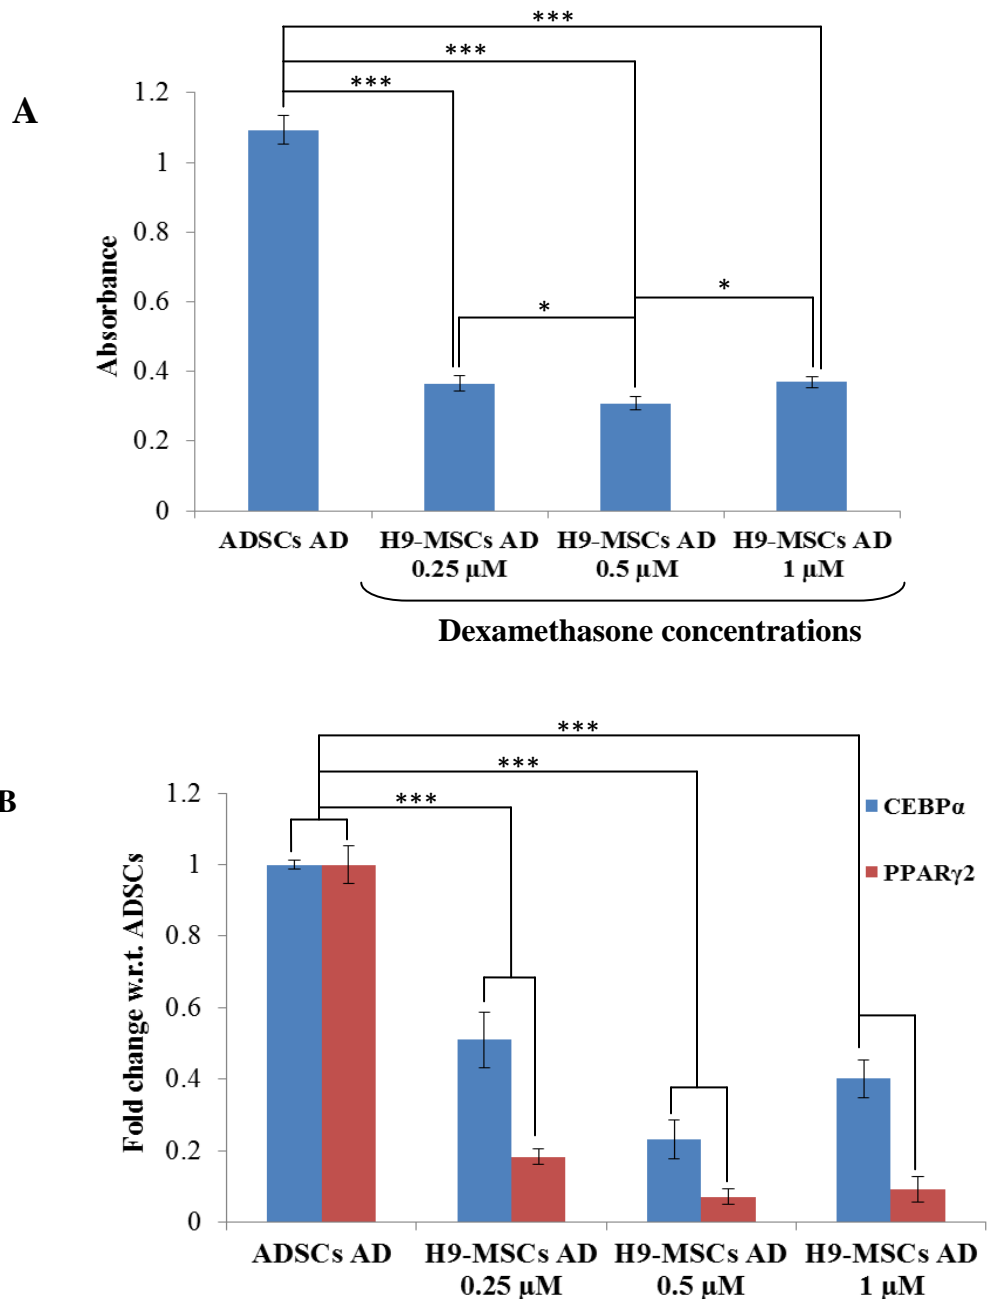 A
***
***
***
1.2
1
0.8
0.6
0.4
0.2
0
Absorbance
*
*
ADSCs AD
H9-MSCs AD
0.25 μM
H9-MSCs AD
0.5 μM
H9-MSCs AD
1 μM
Dexamethasone concentrations
B
***
***
***
1.2
1
0.8
0.6
0.4
0.2
0
Fold change w.r.t. ADSCs
CEBPα
PPARγ2
ADSCs AD
H9-MSCs AD
0.25 μM
H9-MSCs AD
0.5 μM
H9-MSCs AD
1 μM